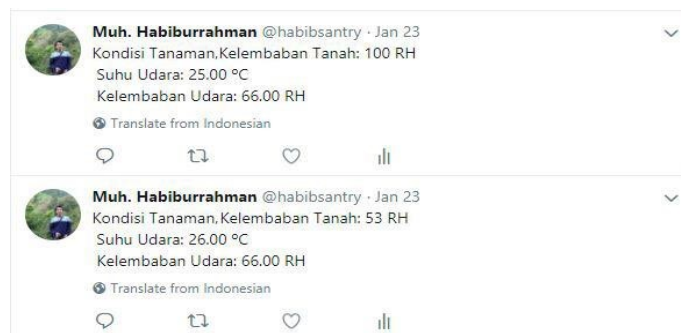 Muh. Habiburrahman @habibsantry · Jan 23
Kondisi Tanaman,Kelembaban Tanah: 100 RH
Suhu Udara: 25.00 ºC
Kelembaban Udara: 66.00 RH
Translate from Indonesian
Muh. Habiburrahman @habibsantry · Jan 23
Kondisi Tanaman,Kelembaban Tanah: 53 RH
Suhu Udara: 26.00 ºC
Kelembaban Udara: 66.00 RH
Translate from Indonesian